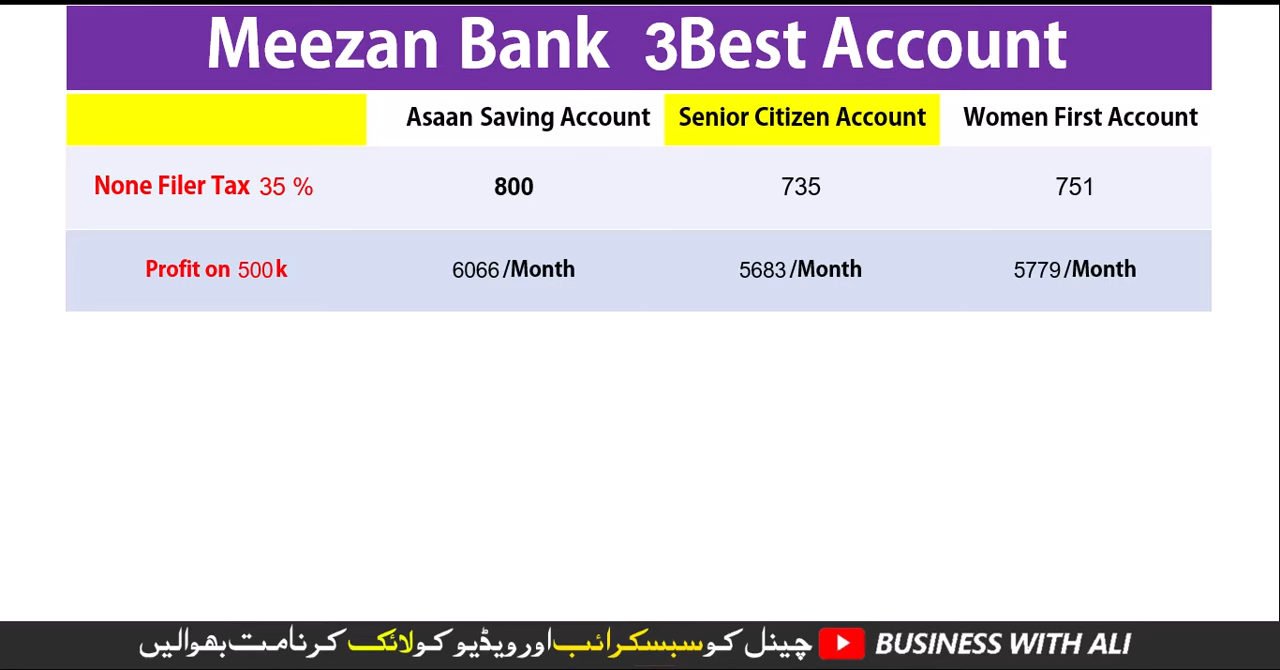 Meezan Bank 3Best Account
Asaan Saving Account Senior Citizen Account Women First Account
None Filer Tax 35 % 800 735 751
Profit on 500k 6066/Month 5683/Month 5779/Month
چینل کو سبسکرائب اور ویڈیو کو لائک کرنا مت بھولیں BUSINESS WITH ALI